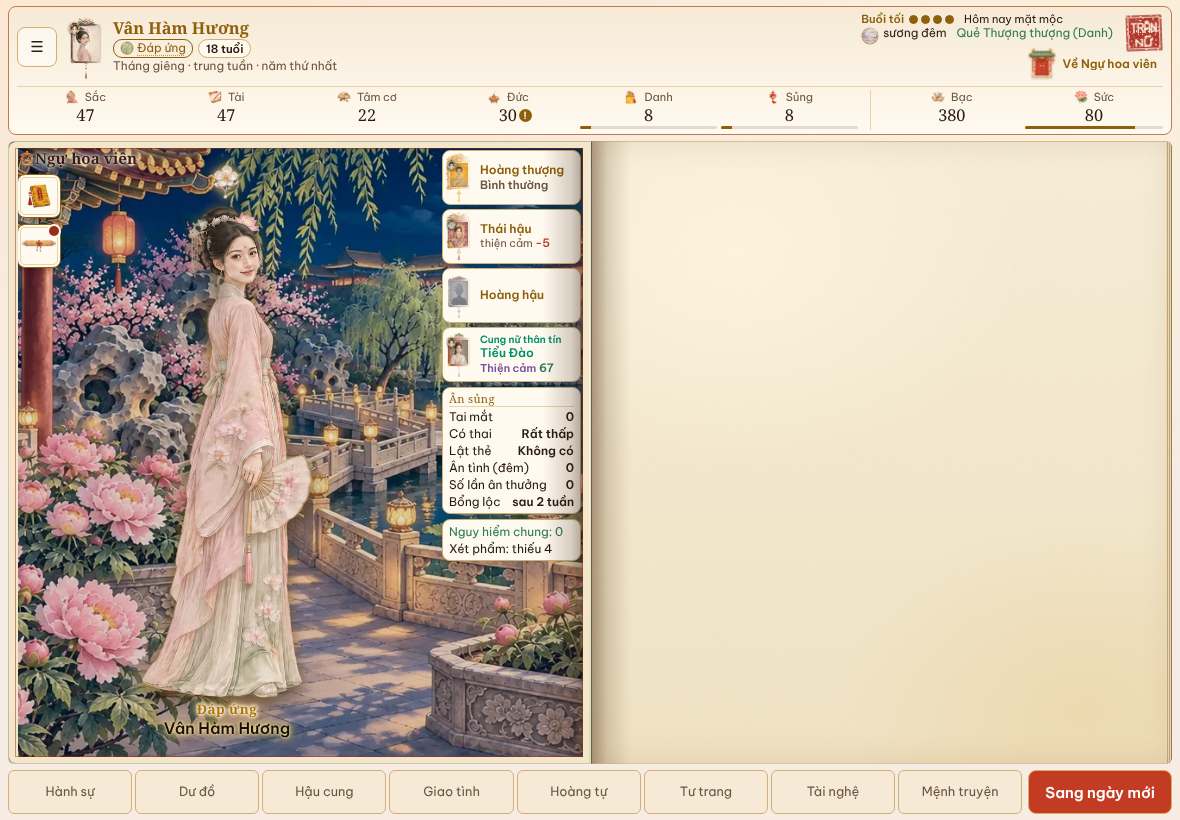 ☰
Vân Hàm Hương
Đáp ứng
18 tuổi
Tháng giêng · trung tuần · năm thứ nhất
Buổi tối
Hôm nay mặt mộc
sương đêm
Quẻ Thượng thượng (Danh)
TRÂN NỮ
Về Ngự hoa viên
Sắc
47
Tài
47
Tâm cơ
22
Đức
30 !
Danh
8
Sủng
8
Bạc
380
Sức
80
Ngự hoa viên
Hoàng thượng
Bình thường
Thái hậu
thiện cảm -5
Hoàng hậu
Cung nữ thân tín
Tiểu Đào
Thiện cảm 67
Ân sủng
Tai mắt 0
Có thai Rất thấp
Lật thẻ Không có
Ân tình (đêm) 0
Số lần ân thưởng 0
Bổng lộc sau 2 tuần
Nguy hiểm chung: 0
Xét phẩm: thiếu 4
Đáp ứng
Vân Hàm Hương
Hành sự
Dư đồ
Hậu cung
Giao tình
Hoàng tự
Tư trang
Tài nghệ
Mệnh truyện
Sang ngày mới